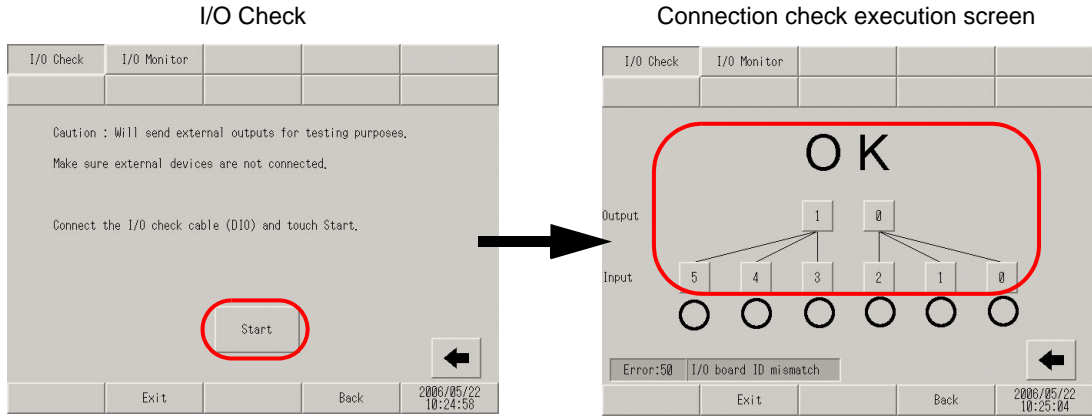 I/O Check
I/O Check I/O Monitor
Caution : Will send external outputs for testing purposes.
Make sure external devices are not connected.
Connect the I/O check cable (DIO) and touch Start.
Start
Exit Back 2006/05/22
10:24:58
Connection check execution screen
I/O Check I/O Monitor
OK
Output 1 0
Input 5 4 3 2 1 0
Error:50 I/O board ID mismatch
Exit Back 2006/05/22
10:25:04